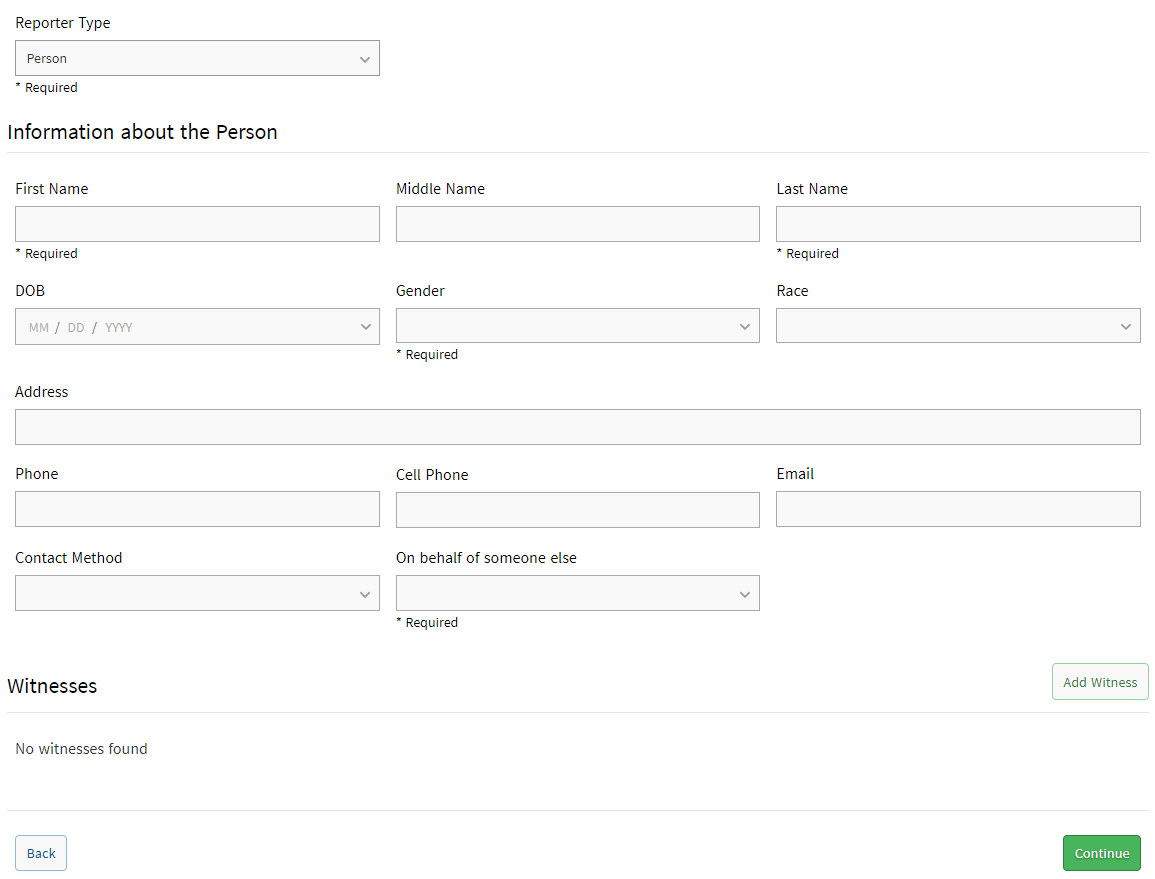 Reporter Type
Person
* Required
Information about the Person
First Name Middle Name Last Name
* Required * Required
DOB Gender Race
MM / DD / YYYY
* Required
Address
Phone Cell Phone Email
Contact Method On behalf of someone else
* Required
Witnesses Add Witness
No witnesses found
Back Continue